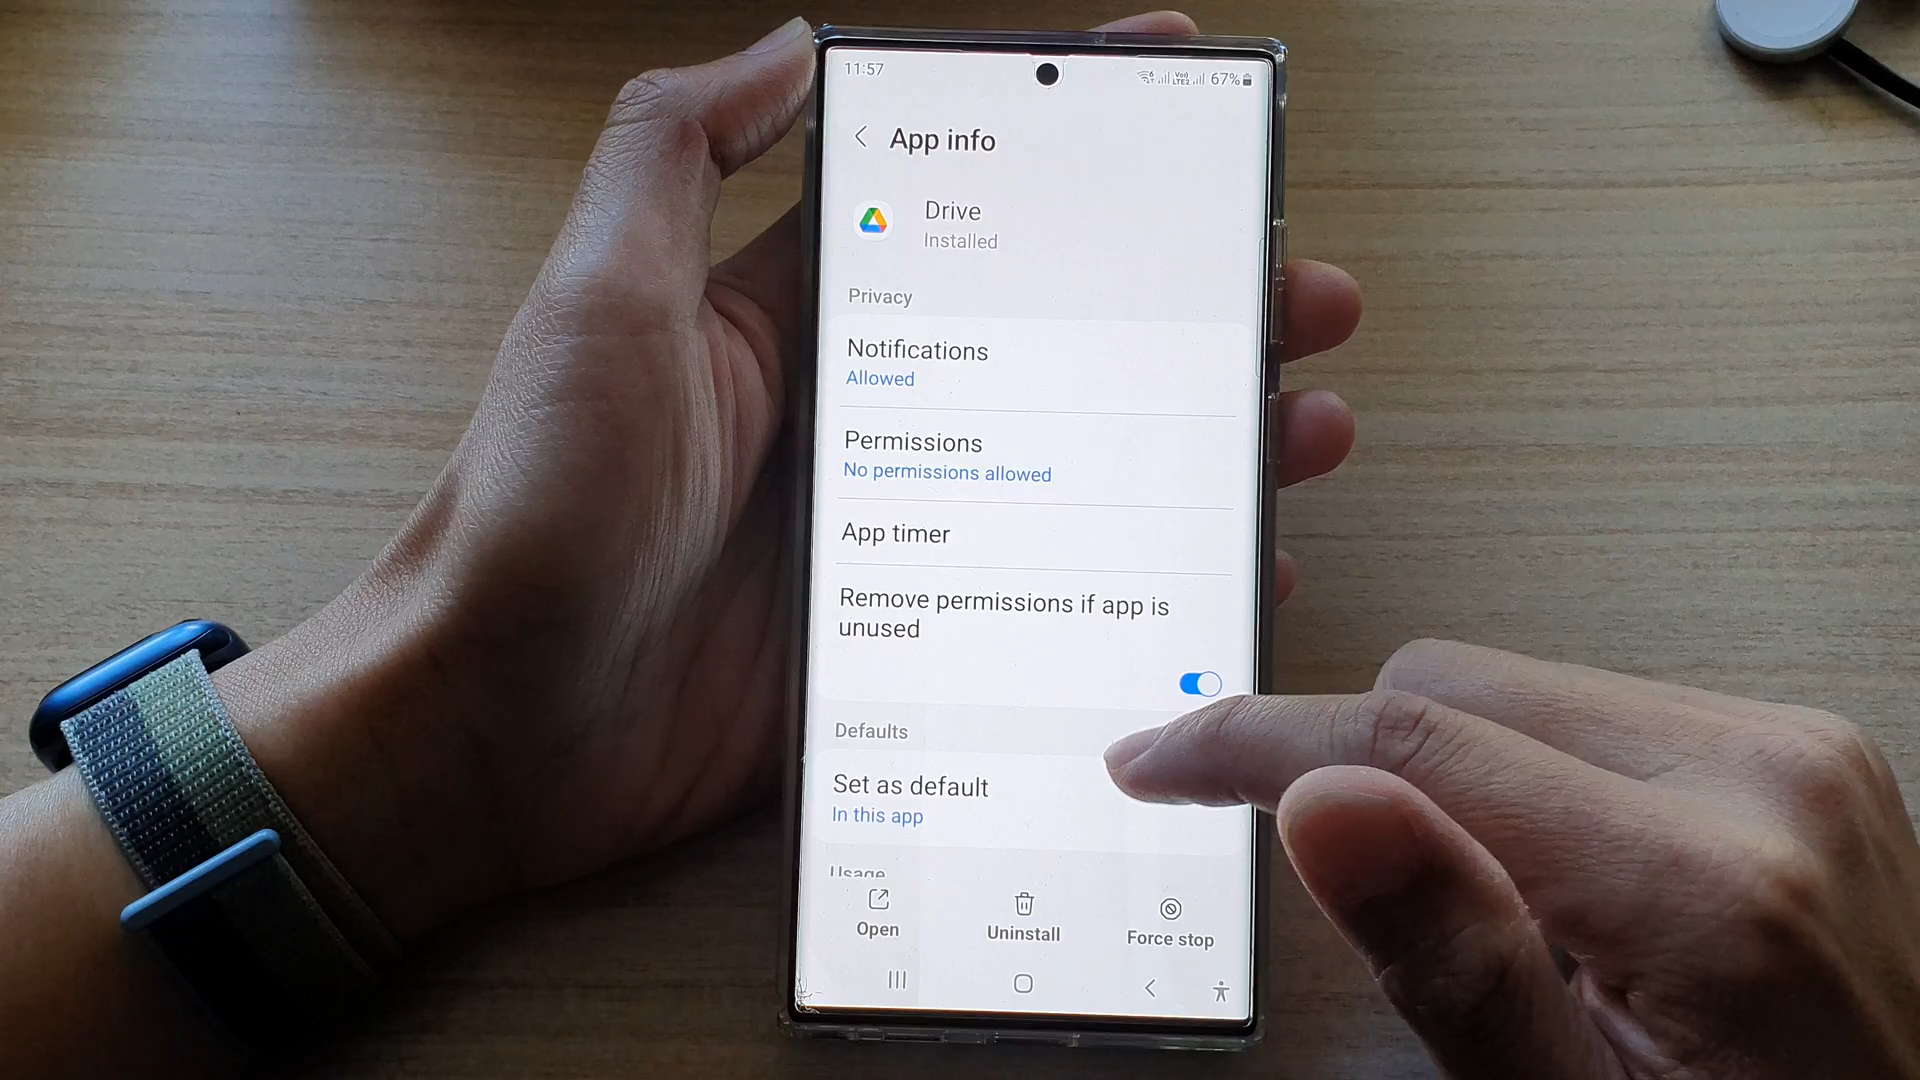 11:57
67%
App info
Drive
Installed
Privacy
Notifications
Allowed
Permissions
No permissions allowed
App timer
Remove permissions if app is
unused
Defaults
Set as default
In this app
Usage
Open
Uninstall
Force stop